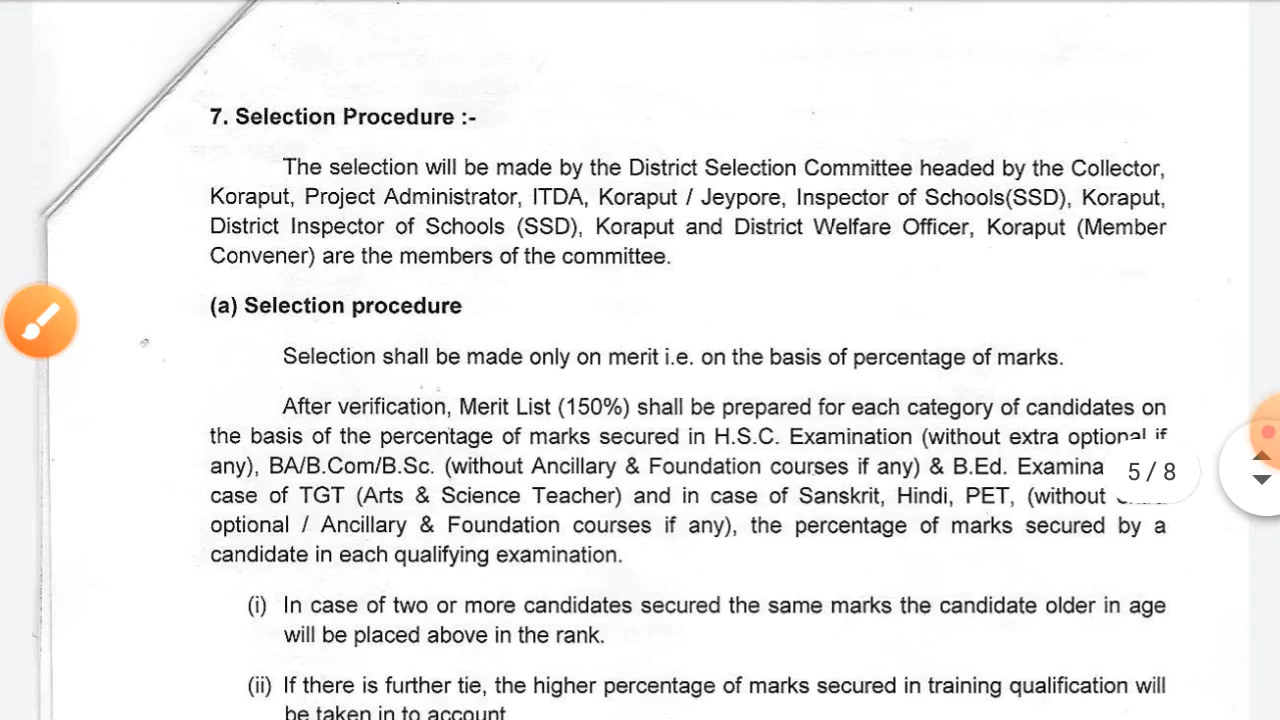 7. Selection Procedure :-
The selection will be made by the District Selection Committee headed by the Collector,
Koraput, Project Administrator, ITDA, Koraput / Jeypore, Inspector of Schools(SSD), Koraput,
District Inspector of Schools (SSD), Koraput and District Welfare Officer, Koraput (Member
Convener) are the members of the committee.
(a) Selection procedure
Selection shall be made only on merit i.e. on the basis of percentage of marks.
After verification, Merit List (150%) shall be prepared for each category of candidates on
the basis of the percentage of marks secured in H.S.C. Examination (without extra optional if
any), BA/B.Com/B.Sc. (without Ancillary & Foundation courses if any) & B.Ed. Examina
5 / 8
case of TGT (Arts & Science Teacher) and in case of Sanskrit, Hindi, PET, (without
optional / Ancillary & Foundation courses if any), the percentage of marks secured by a
candidate in each qualifying examination.
(i) In case of two or more candidates secured the same marks the candidate older in age
will be placed above in the rank.
(ii) If there is further tie, the higher percentage of marks secured in training qualification will
be taken in to account